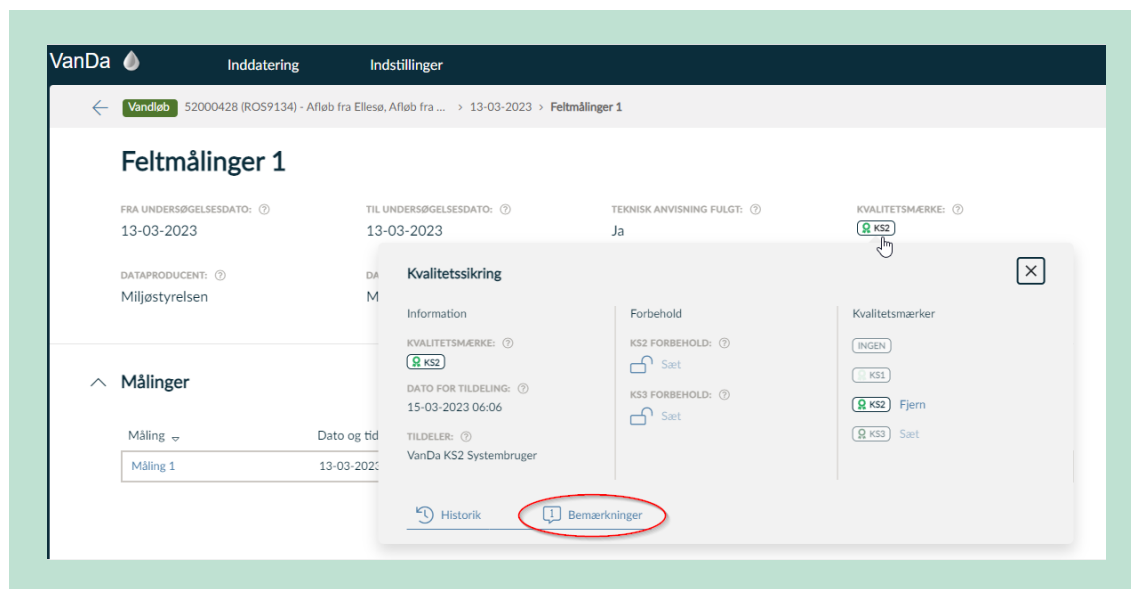 VanDa Inddatering Indstillinger
Vandløb 52000428 (ROS9134) - Afløb fra Ellesø, Afløb fra ... > 13-03-2023 > Feltmålinger 1
Feltmålinger 1
FRA UNDERSØGELSESDATO: ? TIL UNDERSØGELSESDATO: ? TEKNISK ANVISNING FULGT: ? KVALITETSMÆRKE: ?
13-03-2023 13-03-2023 Ja KS2
DATAPRODUCENT: ? DA
Miljøstyrelsen M
Kvalitetssikring
Information Forbehold Kvalitetsmærker
KVALITETSMÆRKE: ? KS2 FORBEHOLD: ? INGEN
KS2 Sæt KS1
DATO FOR TILDELING: ? KS3 FORBEHOLD: ? KS2 Fjern
15-03-2023 06:06 Sæt
TILDELER: ? KS3 Sæt
VanDa KS2 Systembruger
Historik 1 Bemærkninger
Målinger
Måling Dato og tid
Måling 1 13-03-2023